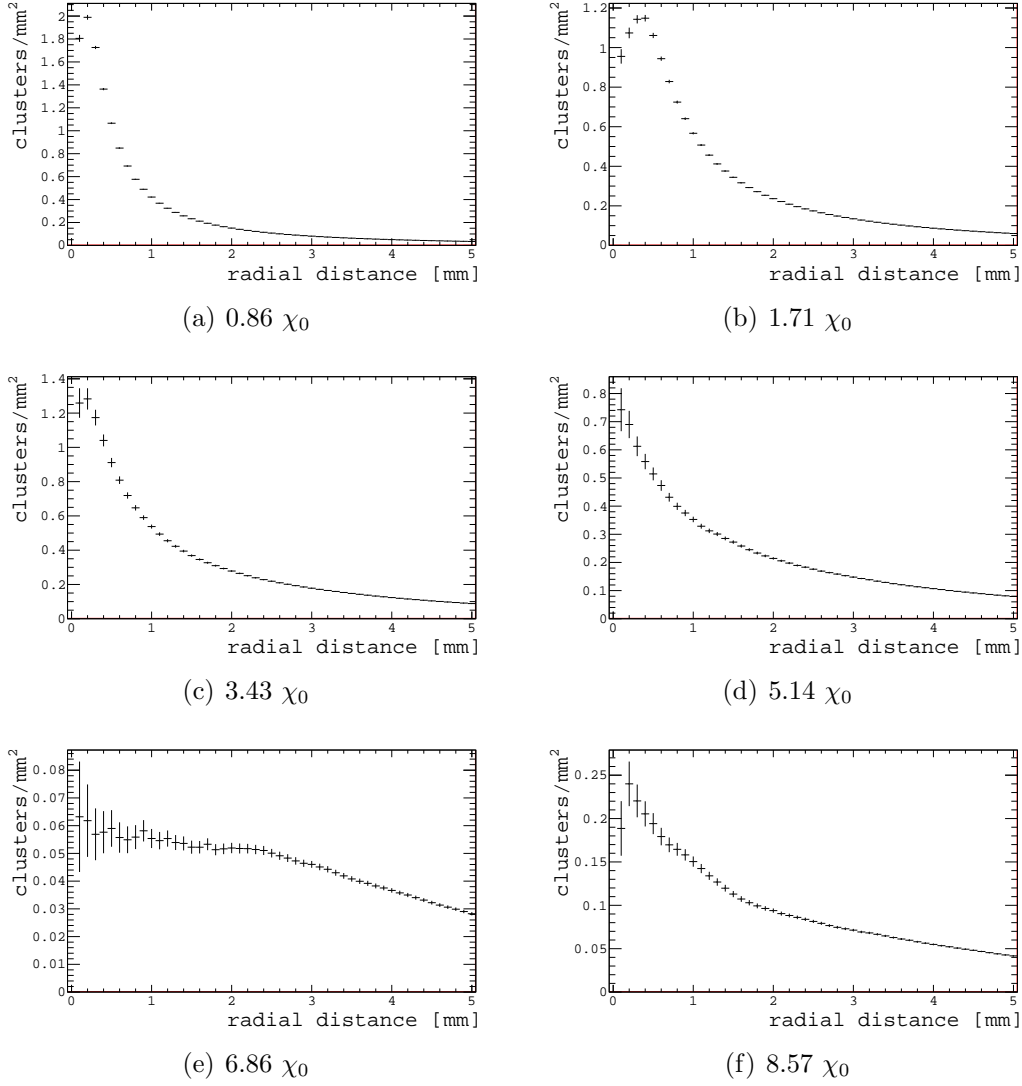 clusters/mm²
2
1.8
1.6
1.4
1.2
1
0.8
0.6
0.4
0.2
0
0 1 2 3 4 5
radial distance [mm]
(a) 0.86 χ₀
clusters/mm²
1.2
1
0.8
0.6
0.4
0.2
0
0 1 2 3 4 5
radial distance [mm]
(b) 1.71 χ₀
clusters/mm²
1.4
1.2
1
0.8
0.6
0.4
0.2
0
0 1 2 3 4 5
radial distance [mm]
(c) 3.43 χ₀
clusters/mm²
0.8
0.7
0.6
0.5
0.4
0.3
0.2
0.1
0
0 1 2 3 4 5
radial distance [mm]
(d) 5.14 χ₀
clusters/mm²
0.08
0.07
0.06
0.05
0.04
0.03
0.02
0.01
0
0 1 2 3 4 5
radial distance [mm]
(e) 6.86 χ₀
clusters/mm²
0.25
0.2
0.15
0.1
0.05
0
0 1 2 3 4 5
radial distance [mm]
(f) 8.57 χ₀